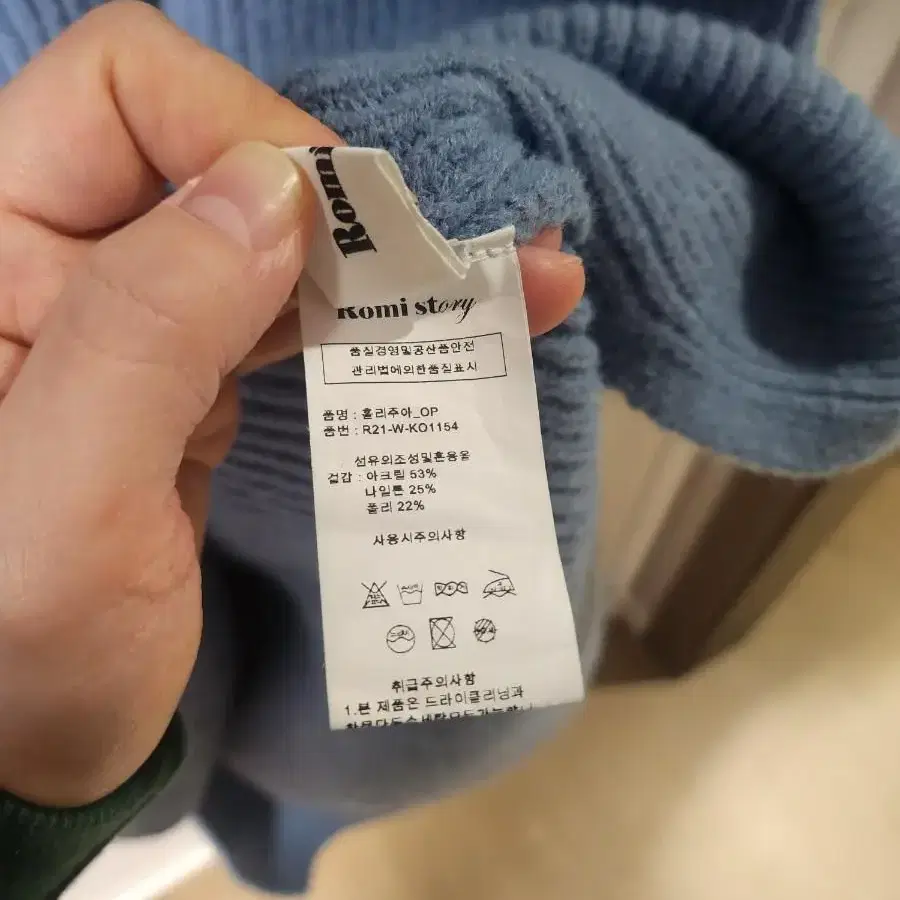 Romi
Romi story
품질경영및공산품안전
관리법에의한품질표시
품명 : 홀리주아_OP
품번 : R21-W-KO1154
섬유의조성및혼용율
겉감 : 아크릴 53%
나일론 25%
폴리 22%
사용시주의사항
취급주의사항
1.본 제품은 드라이클리닝과